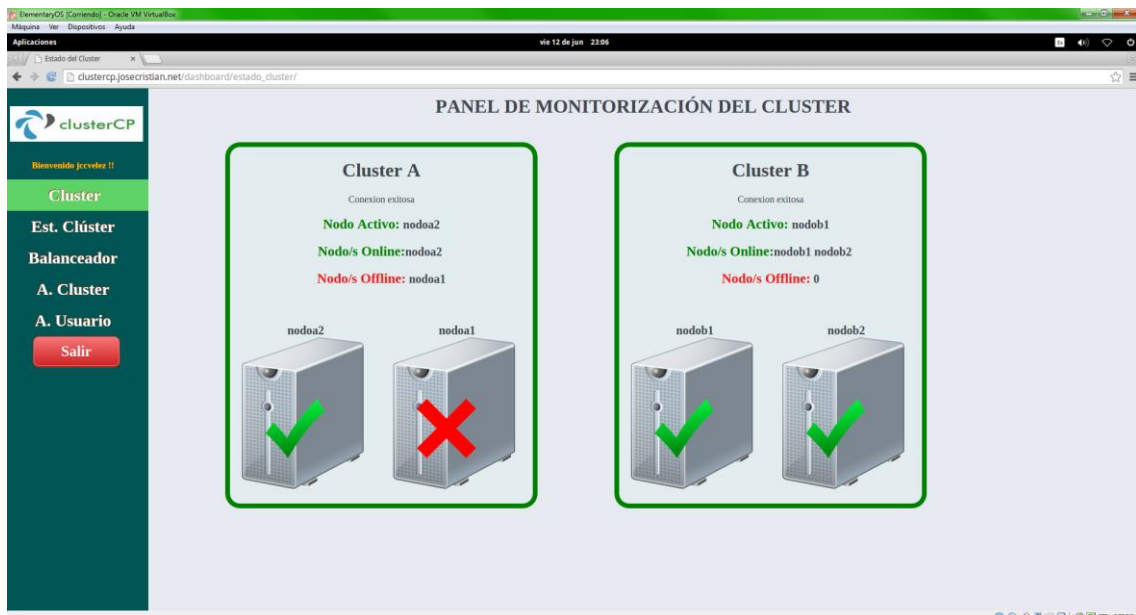 ElementaryOS [Corriendo] - Oracle VM VirtualBox
Máquina Ver Dispositivos Ayuda
Aplicaciones vie 12 de jun 23:06 Es
Estado del Cluster
clustercp.josecristian.net/dashboard/estado_cluster/
clusterCP
Bienvenido jccvelez !!
Cluster
Est. Clúster
Balanceador
A. Cluster
A. Usuario
Salir
PANEL DE MONITORIZACIÓN DEL CLUSTER
Cluster A
Conexion exitosa
Nodo Activo: nodoa2
Nodo/s Online:nodoa2
Nodo/s Offline: nodoa1
nodoa2 nodoa1
Cluster B
Conexion exitosa
Nodo Activo: nodob1
Nodo/s Online:nodob1 nodob2
Nodo/s Offline: 0
nodob1 nodob2